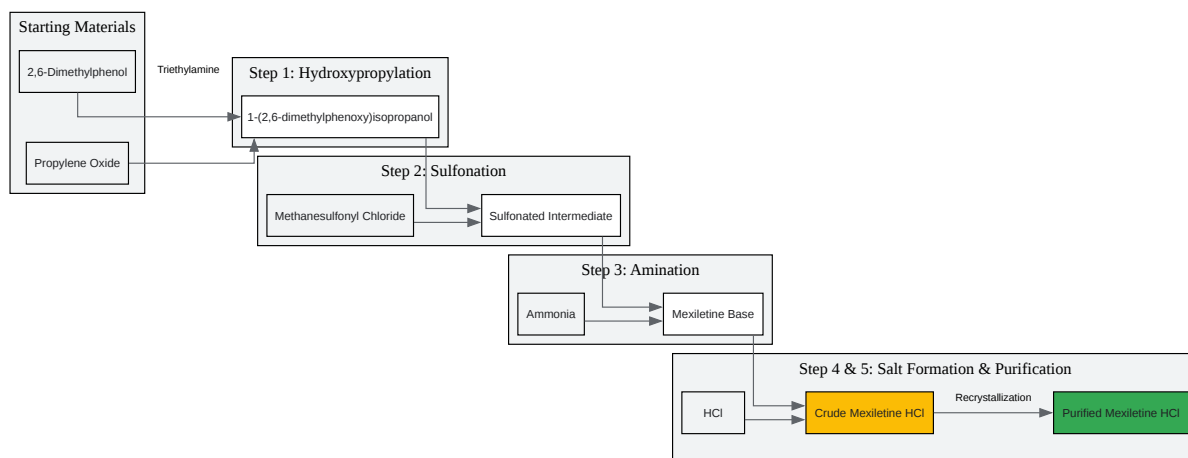 Starting Materials
2,6-Dimethylphenol
Propylene Oxide
Triethylamine
Step 1: Hydroxypropylation
1-(2,6-dimethylphenoxy)isopropanol
Step 2: Sulfonation
Methanesulfonyl Chloride
Sulfonated Intermediate
Step 3: Amination
Ammonia
Mexiletine Base
Step 4 & 5: Salt Formation & Purification
HCl
Crude Mexiletine HCl
Recrystallization
Purified Mexiletine HCl